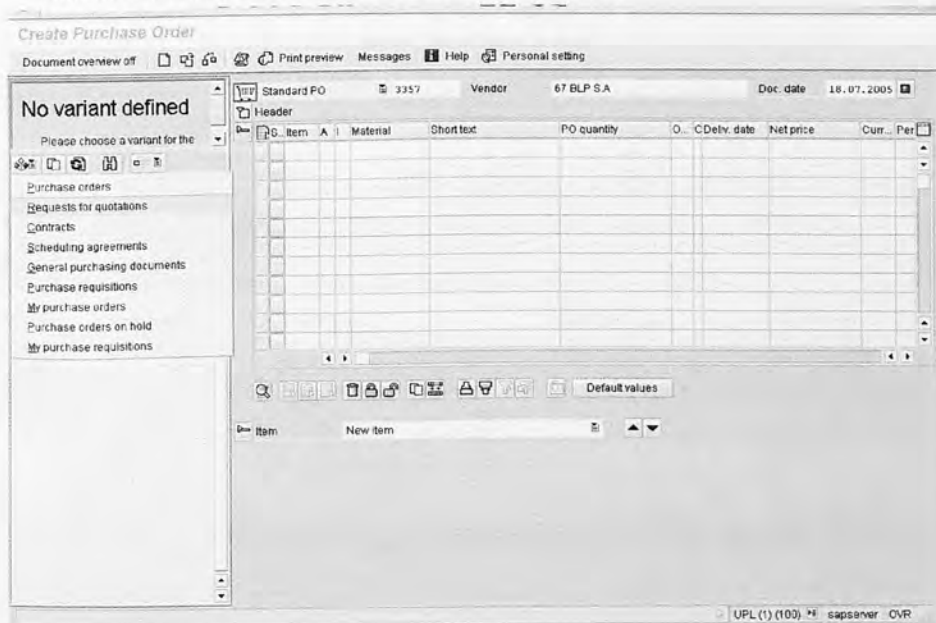 Create Purchase Order
Document overview off Print preview Messages Help Personal setting
No variant defined
Please choose a variant for the
Purchase orders
Requests for quotations
Contracts
Scheduling agreements
General purchasing documents
Purchase requisitions
My purchase orders
Purchase orders on hold
My purchase requisitions
Standard PO 3357 Vendor 67 BLP S.A Doc. date 18.07.2005
Header
S.. Item A I Material Short text PO quantity O... C Deliv. date Net price Curr... Per
Default values
Item New item
UPL (1) (100) sapserver OVR